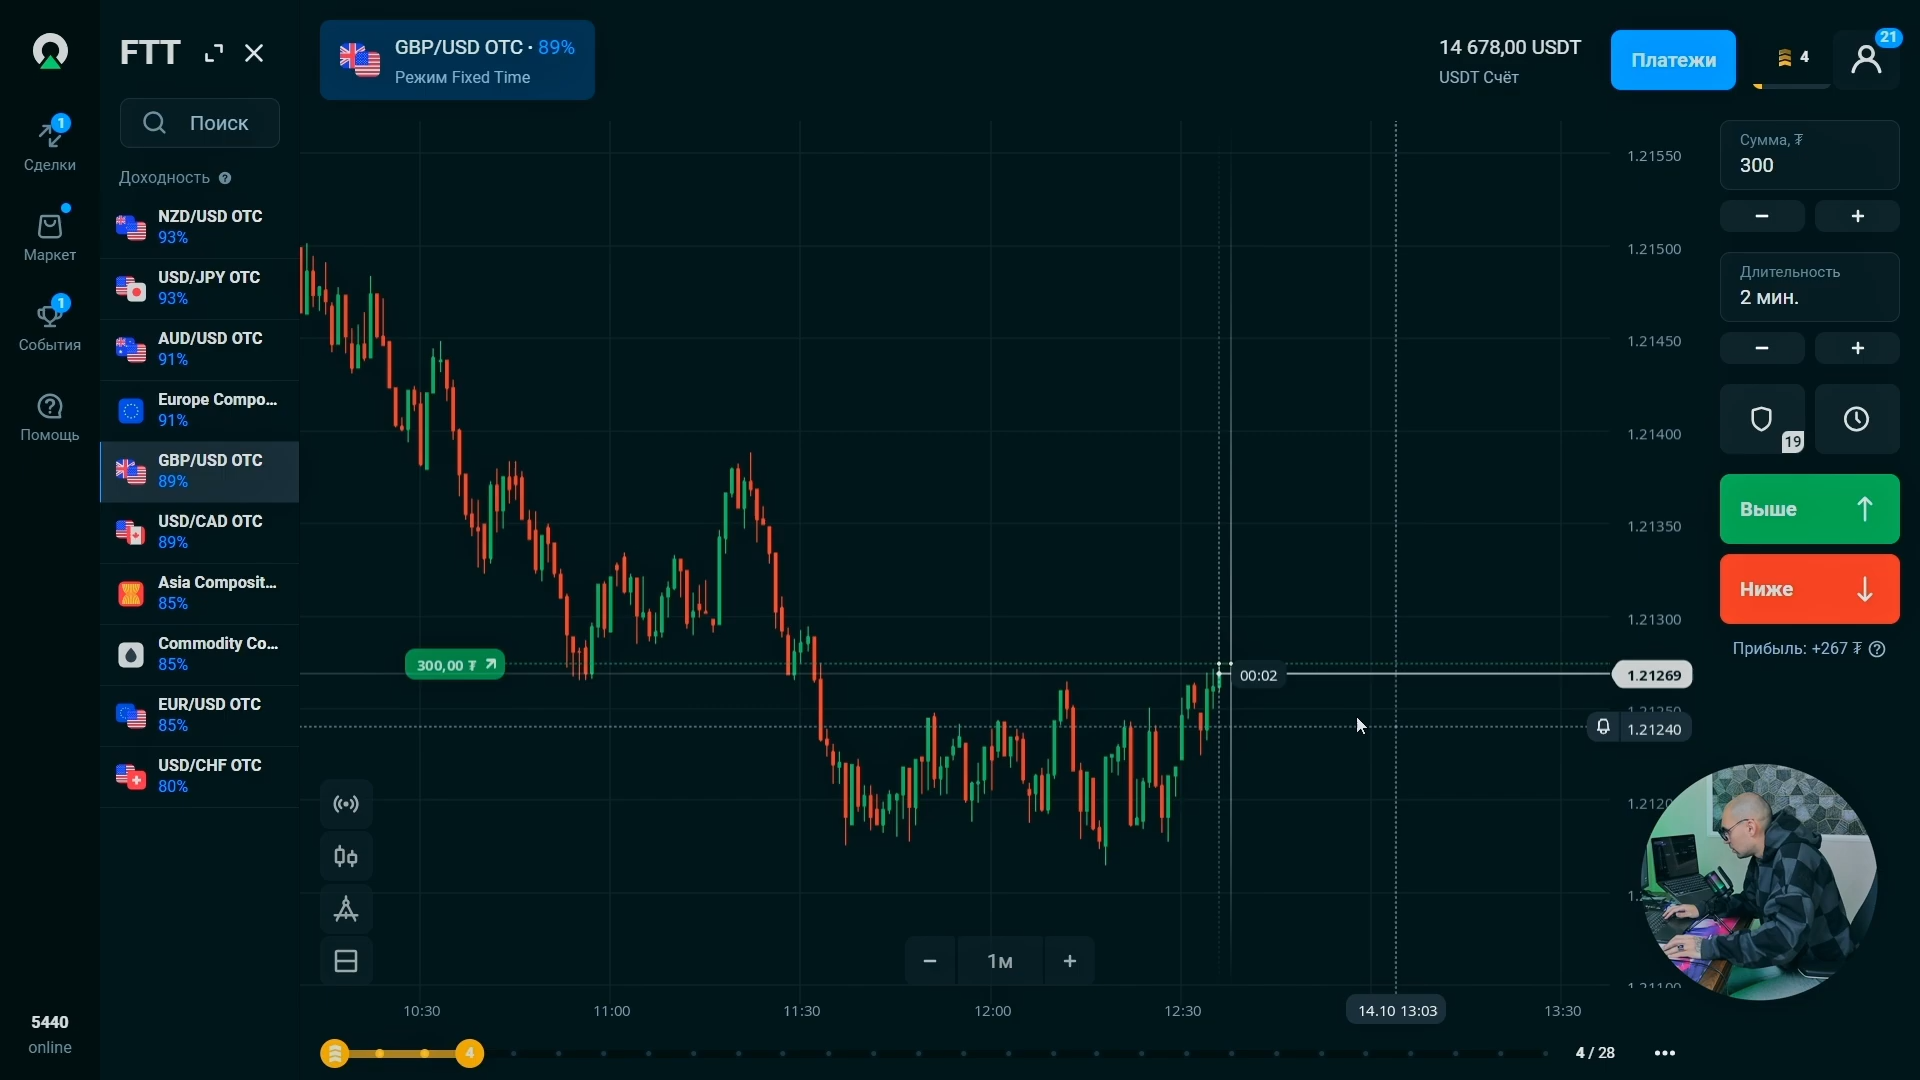 FTT
Поиск
Доходность
NZD/USD OTC
93%
USD/JPY OTC
93%
AUD/USD OTC
91%
Europe Compo...
91%
GBP/USD OTC
89%
USD/CAD OTC
89%
Asia Composit...
85%
Commodity Co...
85%
EUR/USD OTC
85%
USD/CHF OTC
80%
1
Сделки
Маркет
1
События
Помощь
5440
online
GBP/USD OTC · 89%
Режим Fixed Time
14 678,00 USDT
USDT Счёт
Платежи
4
21
1.21550
1.21500
1.21450
1.21400
1.21350
1.21300
1.21269
1.21250
1.21240
1.21100
300,00 ₮
00:02
1м
10:30
11:00
11:30
12:00
12:30
14.10 13:03
13:30
4
4 / 28
Сумма, ₮
300
Длительность
2 мин.
19
Выше
Ниже
Прибыль: +267 ₮